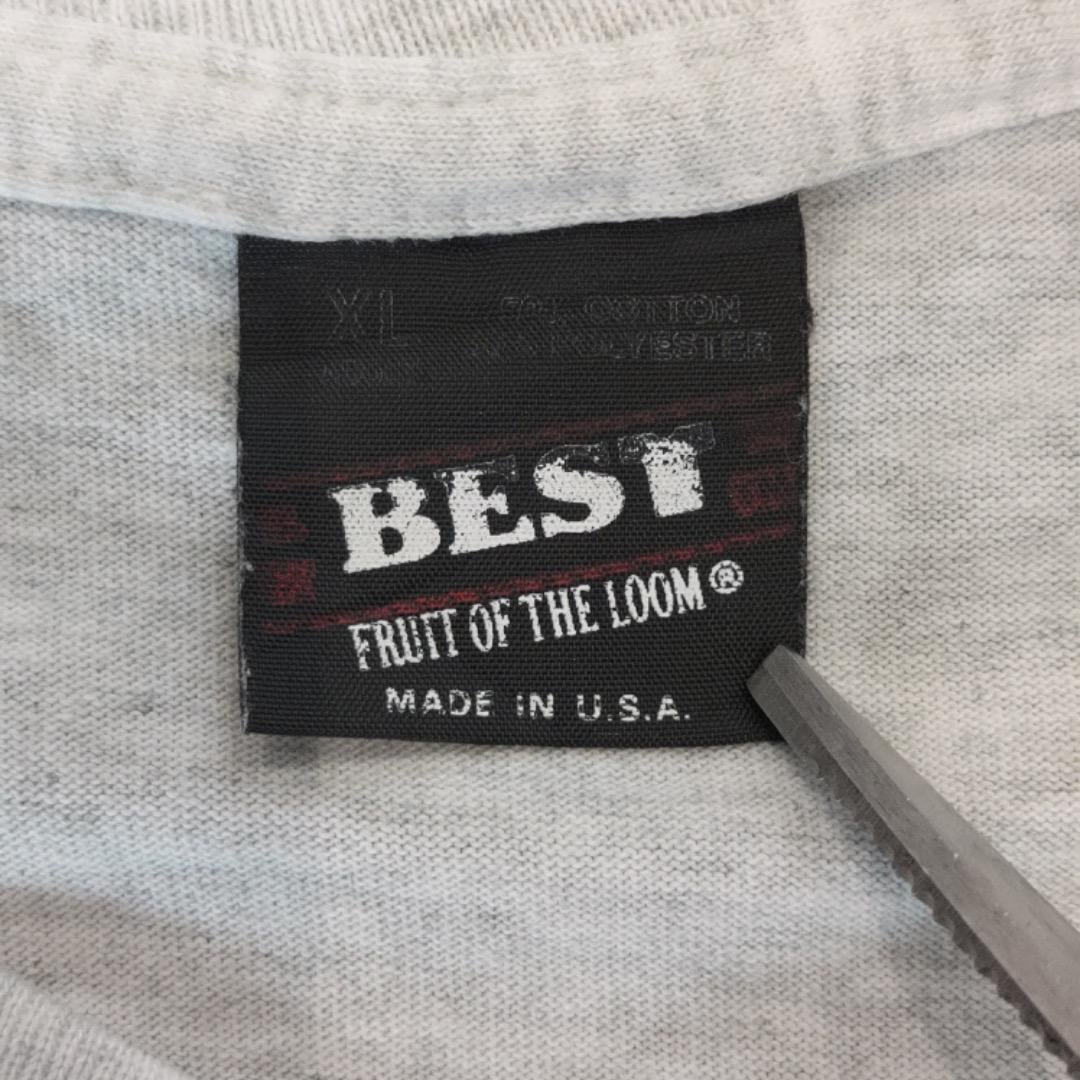 XL
COTTON
POLYESTER
BEST
FRUIT OF THE LOOM®
MADE IN U.S.A.